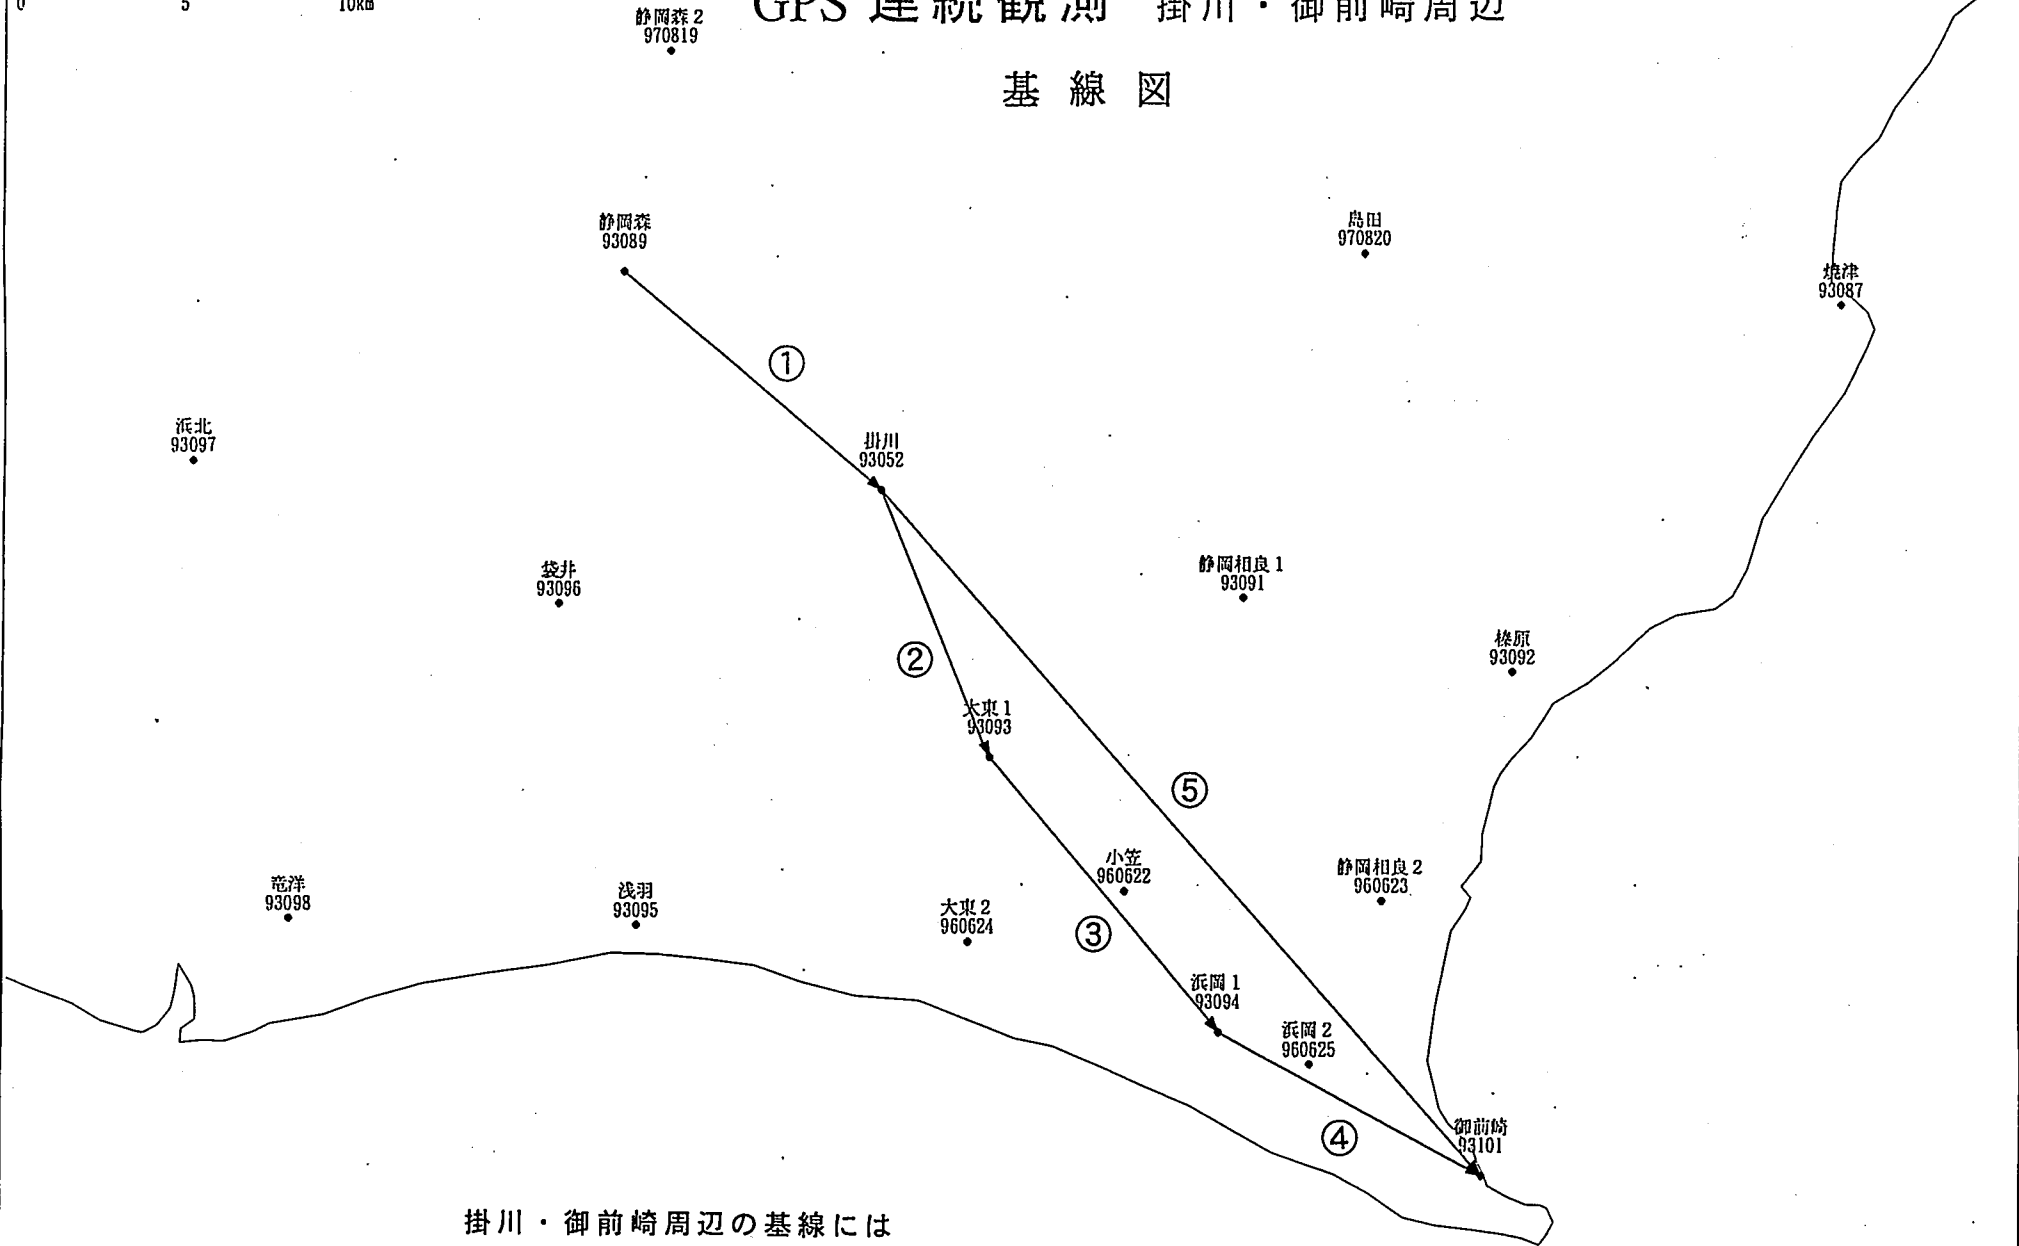 0 5 10km
GPS 連続観測 掛川・御前崎周辺
基線図
静岡森2
970819
静岡森
93089
島田
970820
焼津
93087
①
浜北
93097
掛川
93052
袋井
93096
静岡相良1
93091
榛原
93092
②
大東1
93093
⑤
小笠
960622
静岡相良2
960623
竜洋
93098
浅羽
93095
大東2
960624
③
浜岡1
93094
浜岡2
960625
御前崎
93101
④
掛川・御前崎周辺の基線には